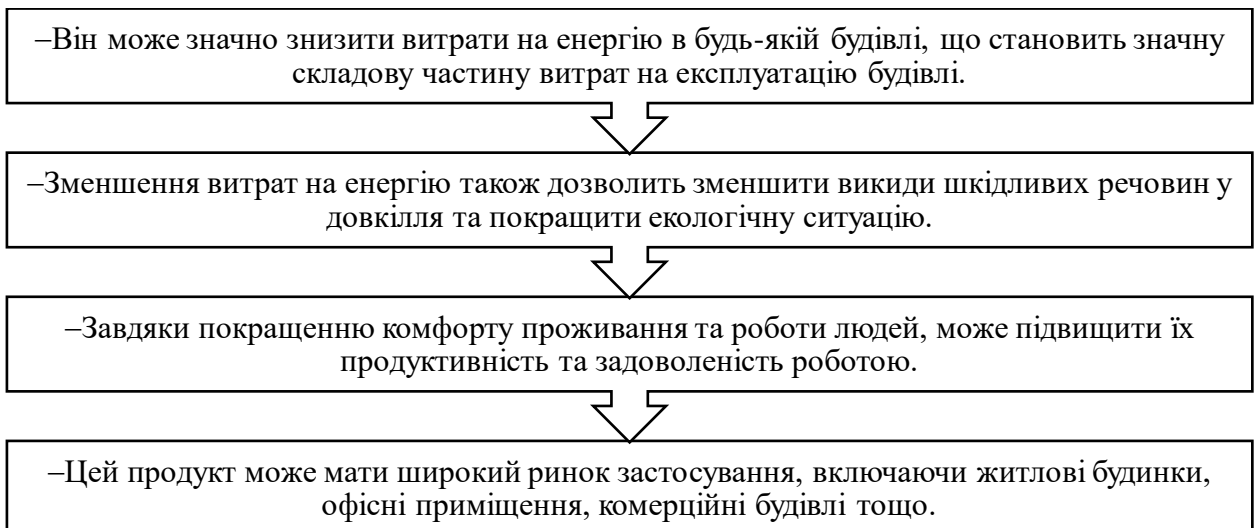 –Він може значно знизити витрати на енергію в будь-якій будівлі, що становить значну
складову частину витрат на експлуатацію будівлі.
–Зменшення витрат на енергію також дозволить зменшити викиди шкідливих речовин у
довкілля та покращити екологічну ситуацію.
–Завдяки покращенню комфорту проживання та роботи людей, може підвищити їх
продуктивність та задоволеність роботою.
–Цей продукт може мати широкий ринок застосування, включаючи житлові будинки,
офісні приміщення, комерційні будівлі тощо.